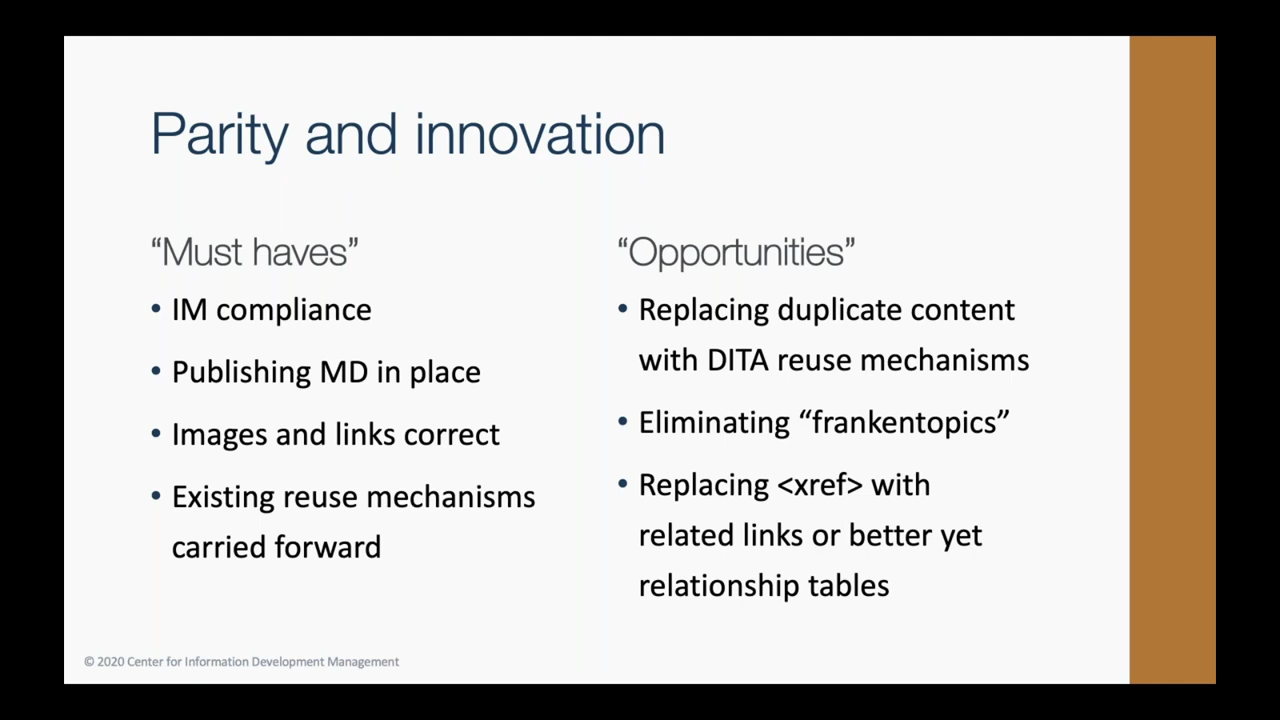 Parity and innovation
“Must haves”
• IM compliance
• Publishing MD in place
• Images and links correct
• Existing reuse mechanisms
carried forward
“Opportunities”
• Replacing duplicate content
with DITA reuse mechanisms
• Eliminating “frankentopics”
• Replacing <xref> with
related links or better yet
relationship tables
© 2020 Center for Information Development Management